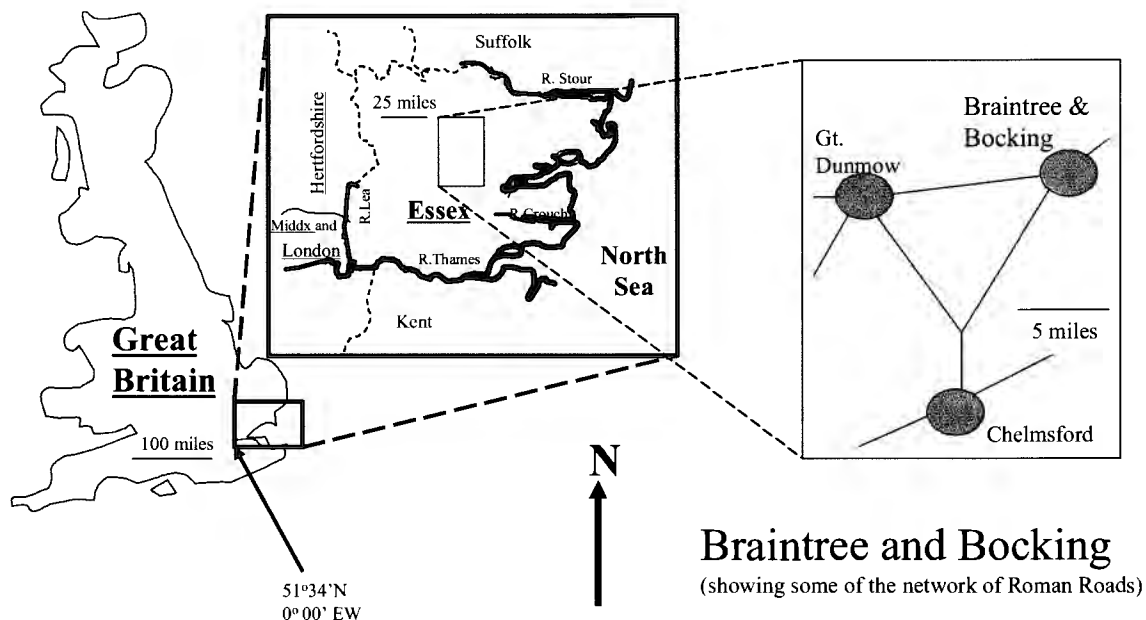 Great
Britain
100 miles
51°34'N
0° 00' EW
Suffolk
R. Stour
25 miles
Hertfordshire
R.Lea
Essex
R.Crouch
Middx and
London
R.Thames
North
Sea
Kent
N
Braintree &
Bocking
Gt.
Dunmow
5 miles
Chelmsford
Braintree and Bocking
(showing some of the network of Roman Roads)